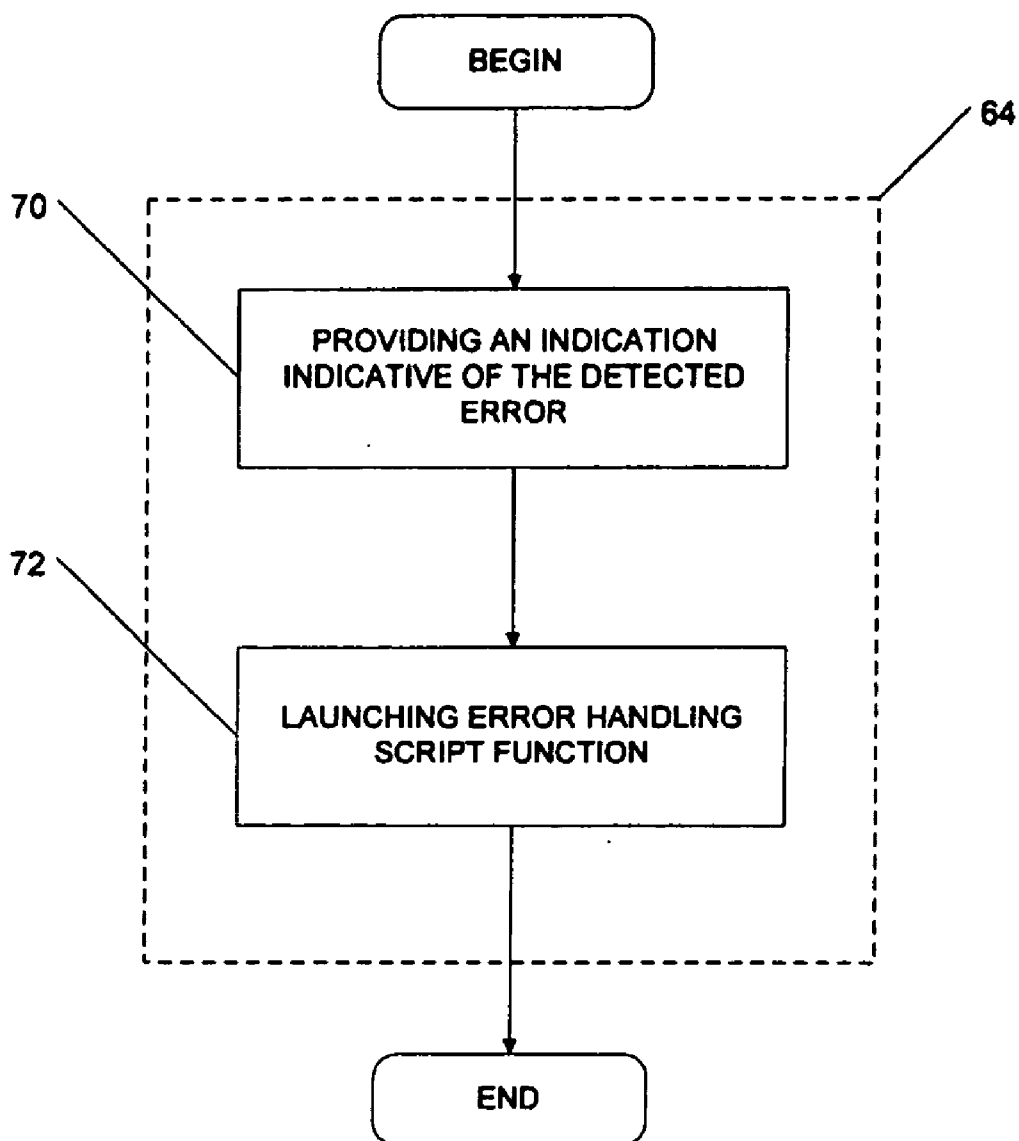 BEGIN
64
70
PROVIDING AN INDICATION
INDICATIVE OF THE DETECTED
ERROR
72
LAUNCHING ERROR HANDLING
SCRIPT FUNCTION
END